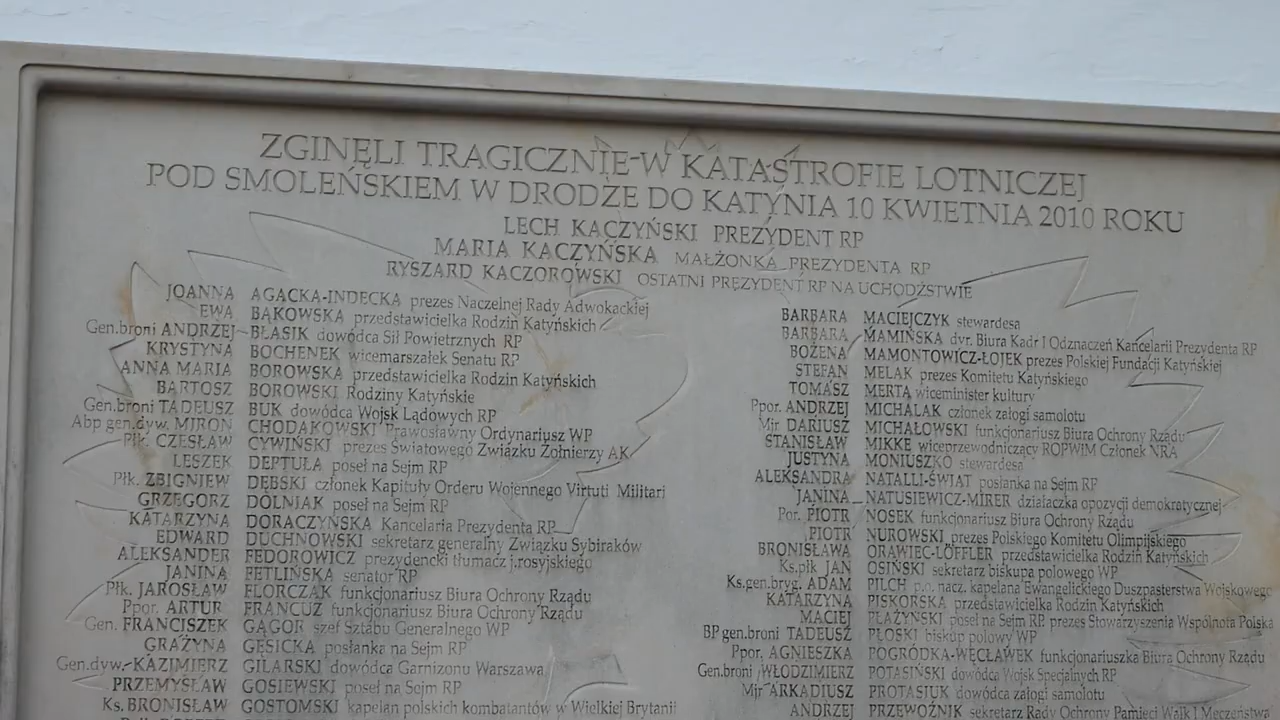 ZGINĘLI TRAGICZNIE W KATASTROFIE LOTNICZEJ
POD SMOLEŃSKIEM W DRODZE DO KATYNIA 10 KWIETNIA 2010 ROKU
LECH KACZYŃSKI PREZYDENT RP
MARIA KACZYŃSKA MAŁŻONKA PREZYDENTA RP
RYSZARD KACZOROWSKI OSTATNI PREZYDENT RP NA UCHODŹSTWIE
JOANNA AGACKA-INDECKA prezes Naczelnej Rady Adwokackiej
EWA BĄKOWSKA przedstawicielka Rodzin Katyńskich
Gen.broni ANDRZEJ BŁASIK dowódca Sił Powietrznych RP
KRYSTYNA BOCHENEK wicemarszałek Senatu RP
ANNA MARIA BOROWSKA przedstawicielka Rodzin Katyńskich
BARTOSZ BOROWSKI Rodziny Katyńskie
Gen.broni TADEUSZ BUK dowódca Wojsk Lądowych RP
Abp gen.dyw. MIRON CHODAKOWSKI Prawosławny Ordynariusz WP
Płk. CZESŁAW CYWIŃSKI prezes Światowego Związku Żołnierzy AK
LESZEK DEPTUŁA poseł na Sejm RP
Płk. ZBIGNIEW DĘBSKI członek Kapituły Orderu Wojennego Virtuti Militari
GRZEGORZ DOLNIAK poseł na Sejm RP
KATARZYNA DORACZYŃSKA Kancelaria Prezydenta RP
EDWARD DUCHNOWSKI sekretarz generalny Związku Sybiraków
ALEKSANDER FEDOROWICZ prezydencki tłumacz j.rosyjskiego
JANINA FETLIŃSKA senator RP
Płk. JAROSŁAW FLORCZAK funkcjonariusz Biura Ochrony Rządu
Ppor. ARTUR FRANCUZ funkcjonariusz Biura Ochrony Rządu
Gen. FRANCISZEK GĄGOR szef Sztabu Generalnego WP
GRAŻYNA GĘSICKA posłanka na Sejm RP
Gen.dyw. KAZIMIERZ GILARSKI dowódca Garnizonu Warszawa
PRZEMYSŁAW GOSIEWSKI poseł na Sejm RP
Ks. BRONISŁAW GOSTOMSKI kapelan polskich kombatantów w Wielkiej Brytanii
BARBARA MACIEJCZYK stewardesa
BARBARA MAMIŃSKA dyr. Biura Kadr I Odznaczeń Kancelarii Prezydenta RP
BOŻENA MAMONTOWICZ-ŁOJEK prezes Polskiej Fundacji Katyńskiej
STEFAN MELAK prezes Komitetu Katyńskiego
TOMASZ MERTA wiceminister kultury
Ppor. ANDRZEJ MICHALAK członek załogi samolotu
Mjr DARIUSZ MICHAŁOWSKI funkcjonariusz Biura Ochrony Rządu
STANISŁAW MIKKE wiceprzewodniczący ROPWiM Członek NRA
JUSTYNA MONIUSZKO stewardesa
ALEKSANDRA NATALLI-ŚWIAT posłanka na Sejm RP
JANINA NATUSIEWICZ-MIRER działaczka opozycji demokratycznej
Por. PIOTR NOSEK funkcjonariusz Biura Ochrony Rządu
PIOTR NUROWSKI prezes Polskiego Komitetu Olimpijskiego
BRONISŁAWA ORAWIEC-LÖFFLER przedstawicielka Rodzin Katyńskich
Ks.płk JAN OSIŃSKI sekretarz biskupa polowego WP
Ks.gen.bryg. ADAM PILCH p.o. nacz. kapelana Ewangelickiego Duszpasterstwa Wojskowego
KATARZYNA PISKORSKA przedstawicielka Rodzin Katyńskich
MACIEJ PŁAŻYŃSKI poseł na Sejm RP, prezes Stowarzyszenia Wspólnota Polska
BP gen.broni TADEUSZ PŁOSKI biskup polowy WP
Ppor. AGNIESZKA POGRÓDKA-WĘCŁAWEK funkcjonariuszka Biura Ochrony Rządu
Gen.broni WŁODZIMIERZ POTASIŃSKI dowódca Wojsk Specjalnych RP
Mjr ARKADIUSZ PROTASIUK dowódca załogi samolotu
ANDRZEJ PRZEWOŹNIK sekretarz Rady Ochrony Pamięci Walk I Męczeństwa